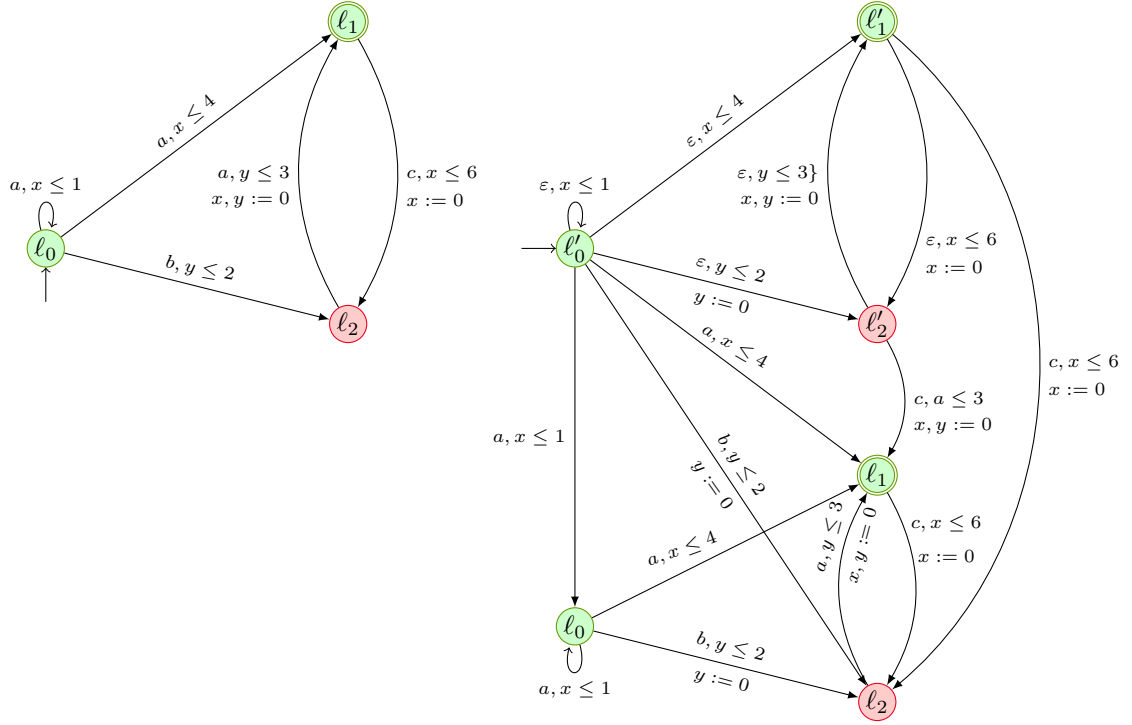 ℓ₁
a, x ≤ 4
a, y ≤ 3
x, y := 0
c, x ≤ 6
x := 0
a, x ≤ 1
ℓ₀
b, y ≤ 2
ℓ₂
ℓ′₁
ε, x ≤ 4
ε, y ≤ 3}
x, y := 0
ε, x ≤ 1
ℓ′₀
ε, x ≤ 6
x := 0
ε, y ≤ 2
y := 0
ℓ′₂
a, x ≤ 4
c, x ≤ 6
x := 0
c, a ≤ 3
x, y := 0
a, x ≤ 1
b, y ≤ 2
y := 0
ℓ₁
a, y ≤ 3
x, y := 0
c, x ≤ 6
x := 0
a, x ≤ 4
ℓ₀
b, y ≤ 2
y := 0
a, x ≤ 1
ℓ₂